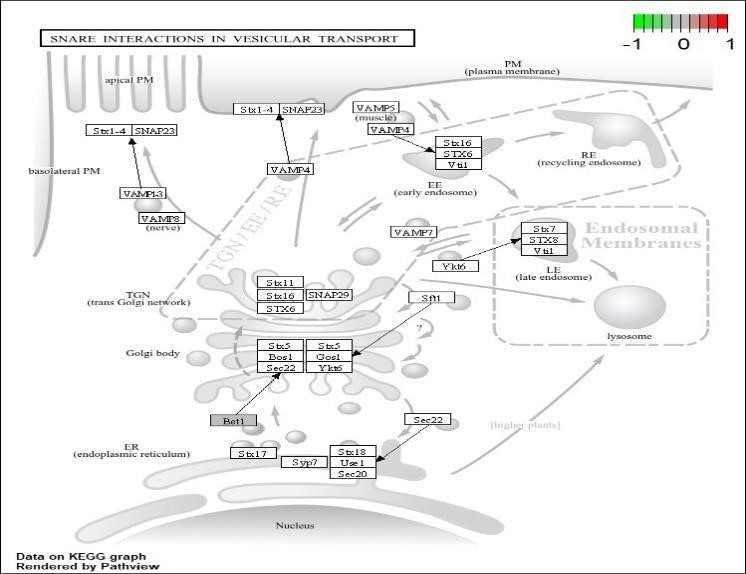 -1 0 1
SNARE INTERACTIONS IN VESICULAR TRANSPORT
PM
(plasma membrane)
apical PM
Stx1-4 SNAP23
VAMP5
(muscle)
VAMP4
Stx1-4 SNAP23
Stx16
STX6
Vti1
RE
(recycling endosome)
basolateral PM
VAMP4
EE
(early endosome)
VAMP1-3
VAMP8
(nerve)
TGN / EE / RE
VAMP7
Stx7
STX8
Vti1
Endosomal
Membranes
Ykt6
LE
(late endosome)
Stx11
Stx16 SNAP29
STX6
TGN
(trans Golgi network)
Sft1
?
lysosome
Golgi body
Stx5 Stx5
Bos1 Gos1
Sec22 Ykt6
Bet1
Sec22
[higher plants]
ER
(endoplasmic reticulum)
Stx17
Syp7
Stx18
Use1
Sec20
Nucleus
Data on KEGG graph
Rendered by Pathview